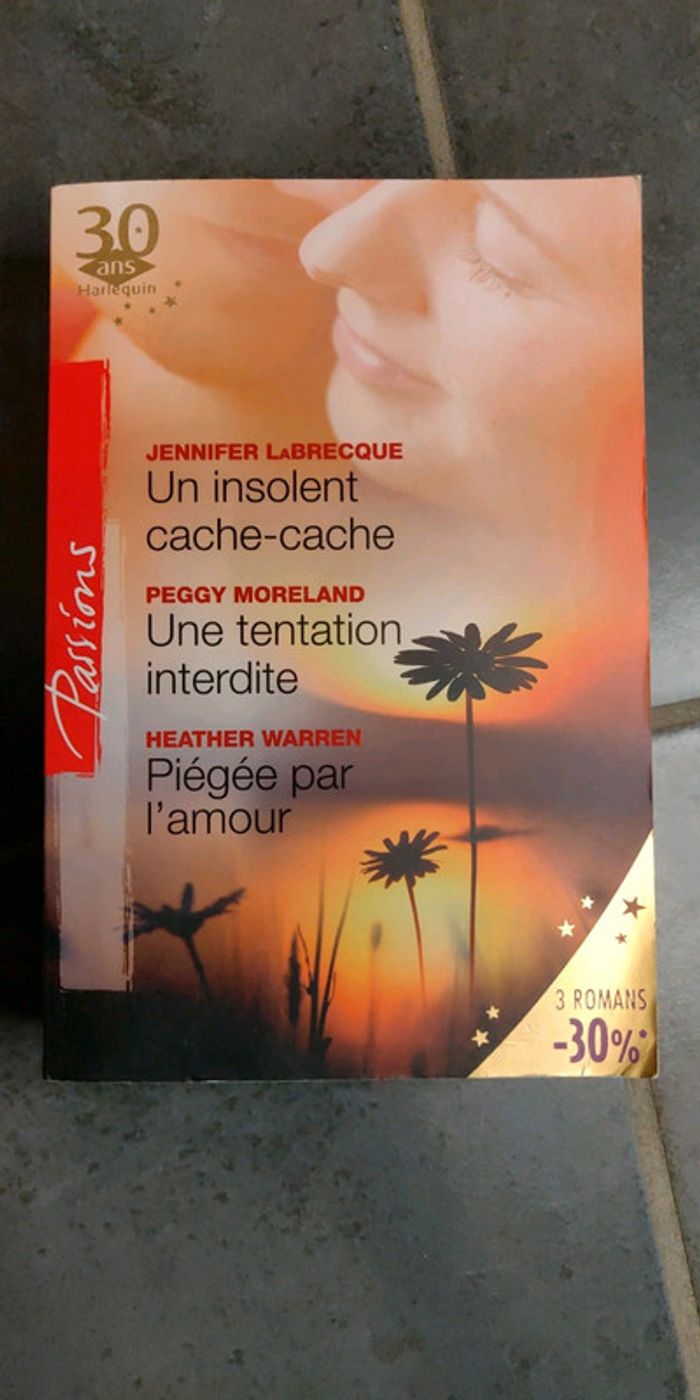 30
ans
Harlequin
JENNIFER LABRECQUE
Un insolent
cache-cache
PEGGY MORELAND
Une tentation
interdite
HEATHER WARREN
Piégée par
l'amour
Passions
3 ROMANS
-30%*